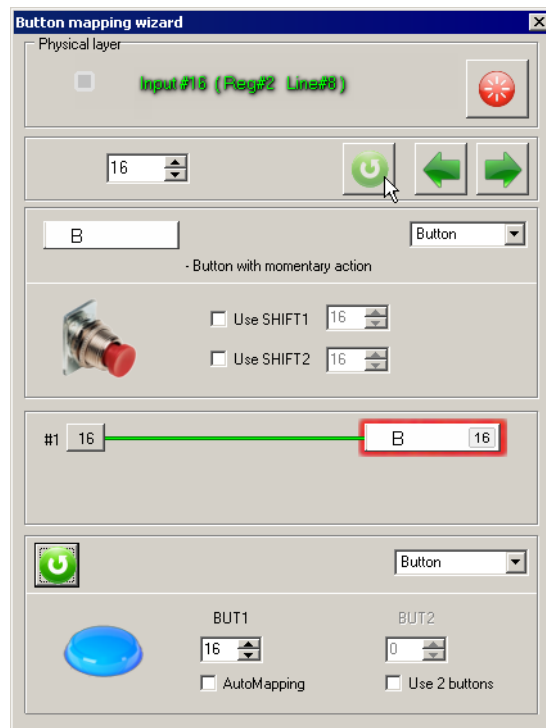 Button mapping wizard
Physical layer
Input#16 (Reg#2 Line#8)
16
B
Button
- Button with momentary action
Use SHIFT1 16
Use SHIFT2 16
#1 16 B 16
Button
BUT1 BUT2
16 0
AutoMapping Use 2 buttons